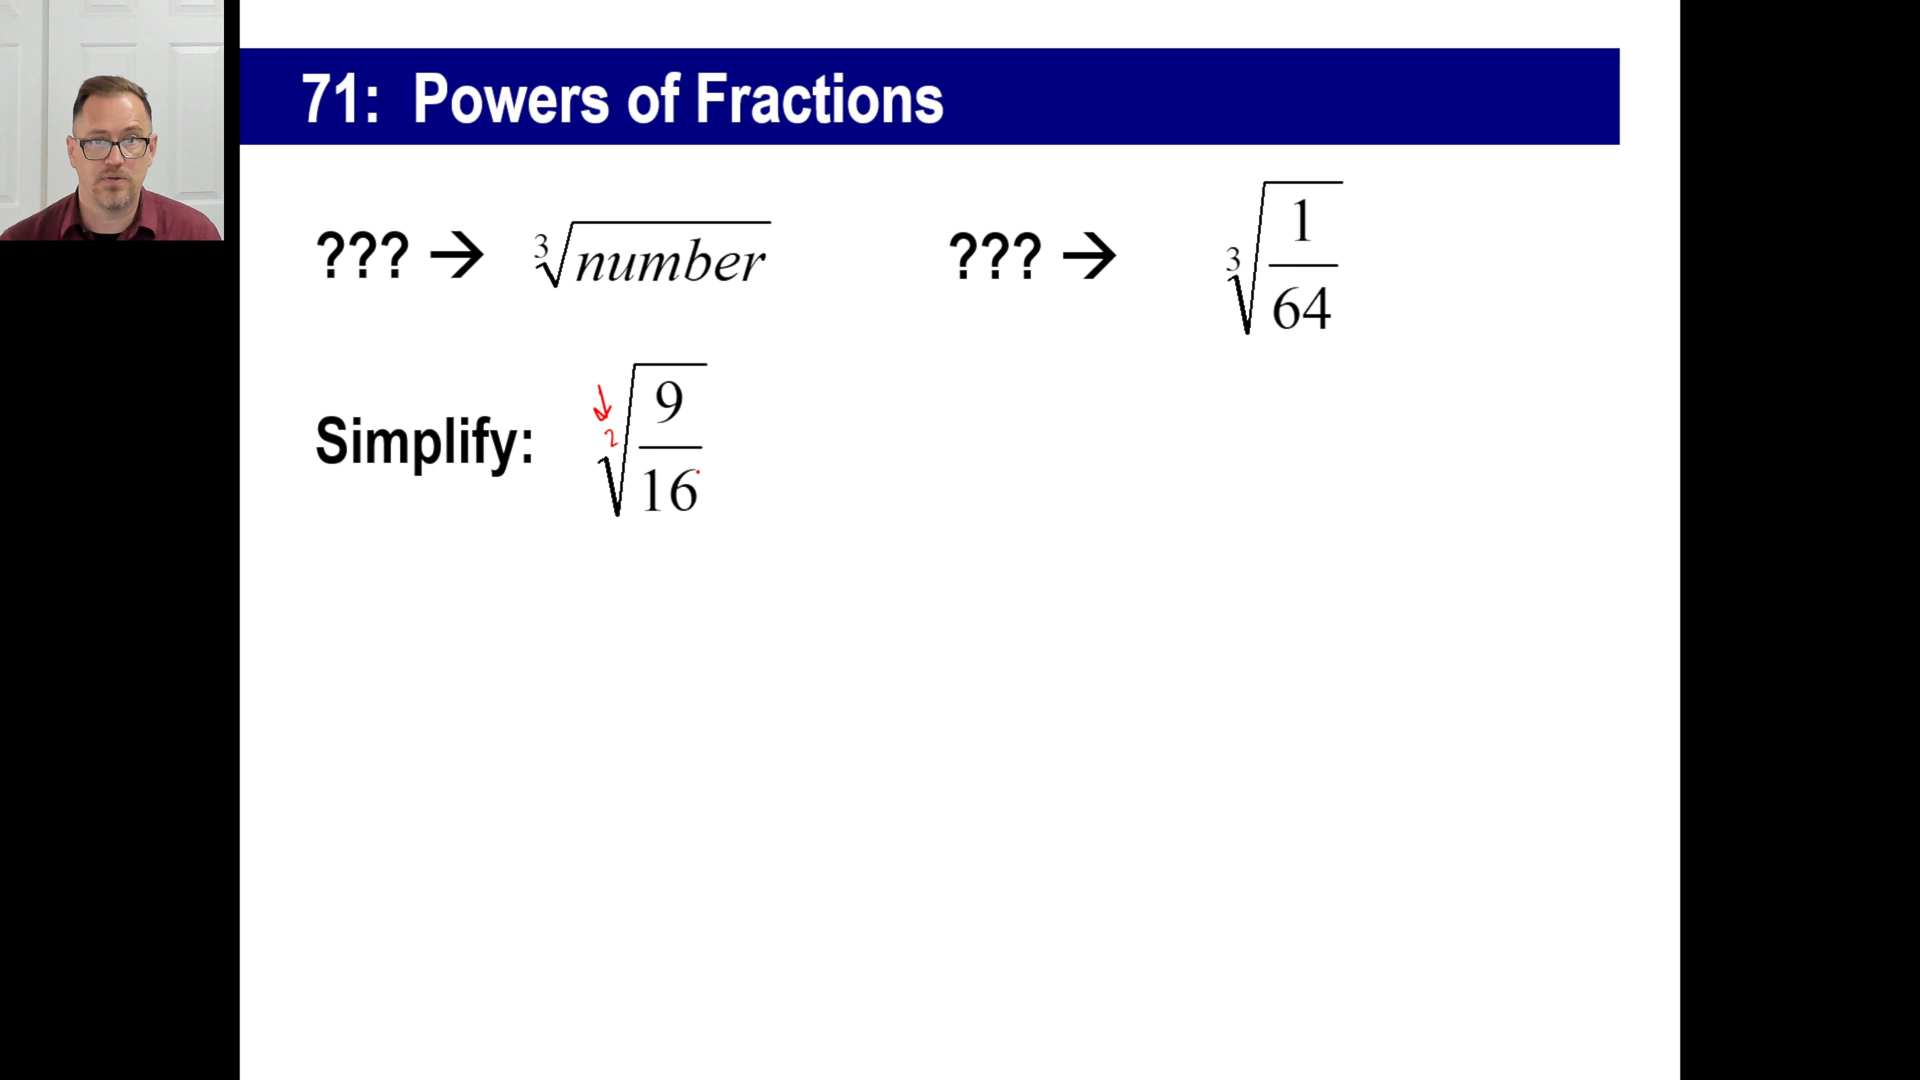 71: Powers of Fractions
??? → ∛number ??? → ∛(1/64)
Simplify: ²√(9/16)